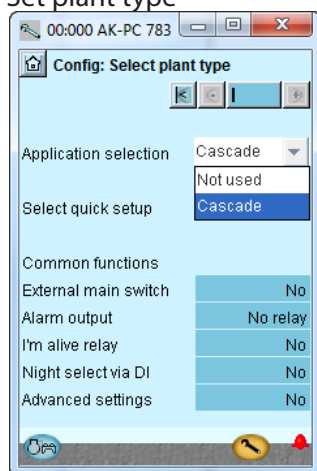 Set plant type
00:000 AK-PC 783
Config: Select plant type
Application selection Cascade
Not used
Select quick setup Cascade
Common functions
External main switch No
Alarm output No relay
I'm alive relay No
Night select via DI No
Advanced settings No